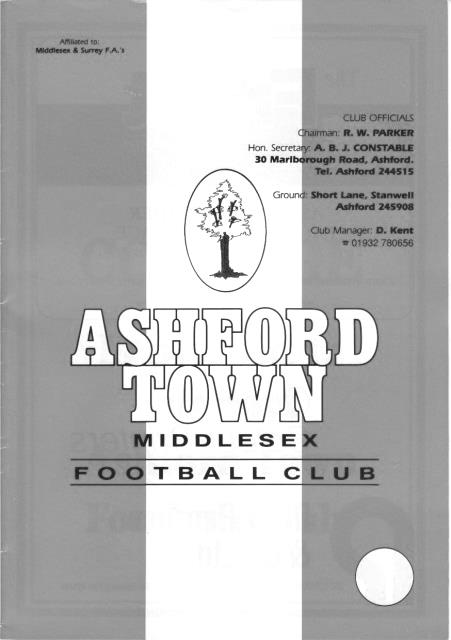 Affiliated to:
Middlesex & Surrey F.A.'s
CLUB OFFICIALS
Chairman: R. W. PARKER
Hon. Secretary: A. B. J. CONSTABLE
30 Marlborough Road, Ashford.
Tel. Ashford 244515
Ground: Short Lane, Stanwell
Ashford 245908
Club Manager: D. Kent
☎ 01932 780656
ASHFORD
TOWN
MIDDLESEX
FOOTBALL CLUB